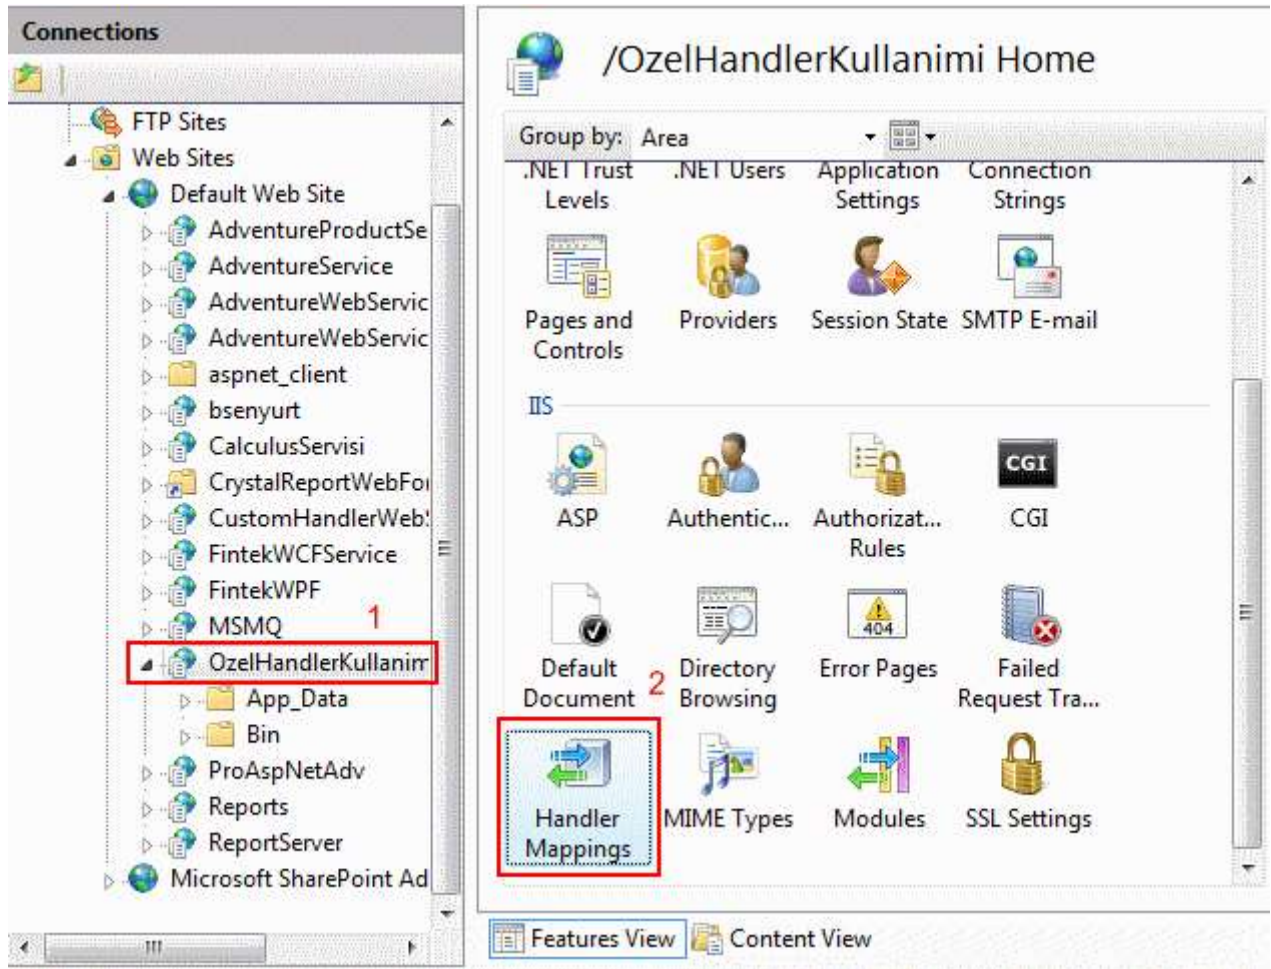 Connections
FTP Sites
Web Sites
Default Web Site
AdventureProductSe
AdventureService
AdventureWebServic
AdventureWebServic
aspnet_client
bsenyurt
CalculusServisi
CrystalReportWebFor
CustomHandlerWebS
FintekWCFService
FintekWPF
MSMQ
1
OzelHandlerKullanim
App_Data
Bin
ProAspNetAdv
Reports
ReportServer
Microsoft SharePoint Ad
/OzelHandlerKullanimi Home
Group by: Area
.NET Trust Levels
.NET Users
Application Settings
Connection Strings
Pages and Controls
Providers
Session State
SMTP E-mail
IIS
ASP
Authentic...
Authorizat... Rules
CGI
CGI
Default Document
Directory Browsing
404
Error Pages
Failed Request Tra...
2
Handler Mappings
MIME Types
Modules
SSL Settings
Features View
Content View